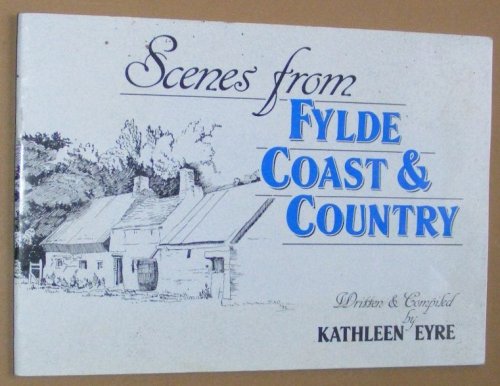 Scenes from
FYLDE
COAST &
COUNTRY
Written & Compiled
by
KATHLEEN EYRE